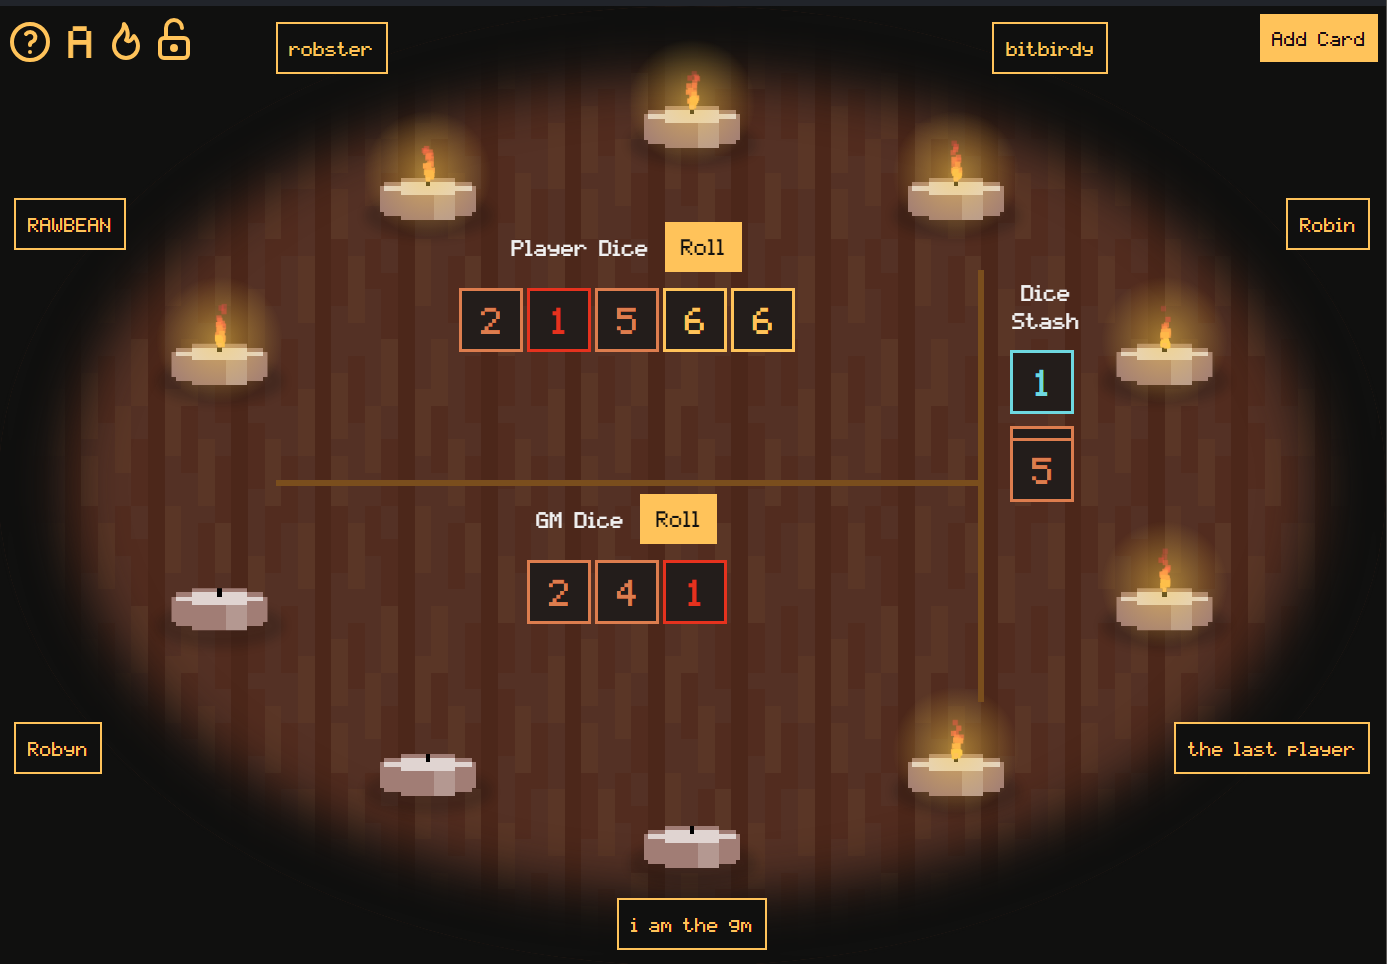 A
robster
bitbirdy
Add Card
RAWBEAN
Robin
Player Dice
Roll
2 1 5 6 6
Dice
Stash
1
5
GM Dice
Roll
2 4 1
Robyn
the last player
i am the gm